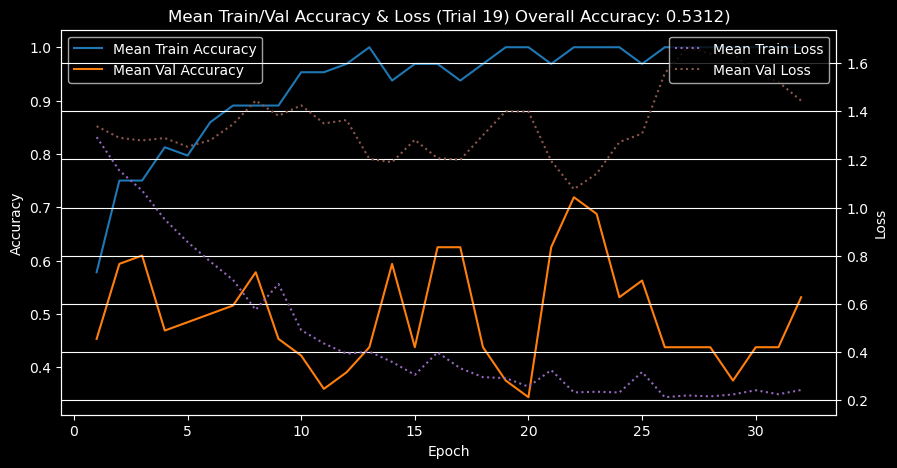 Mean Train/Val Accuracy & Loss (Trial 19) Overall Accuracy: 0.5312)
Mean Train Accuracy
Mean Val Accuracy
Mean Train Loss
Mean Val Loss
1.0
0.9
0.8
0.7
0.6
0.5
0.4
Accuracy
1.6
1.4
1.2
1.0
0.8
0.6
0.4
0.2
Loss
0 5 10 15 20 25 30
Epoch